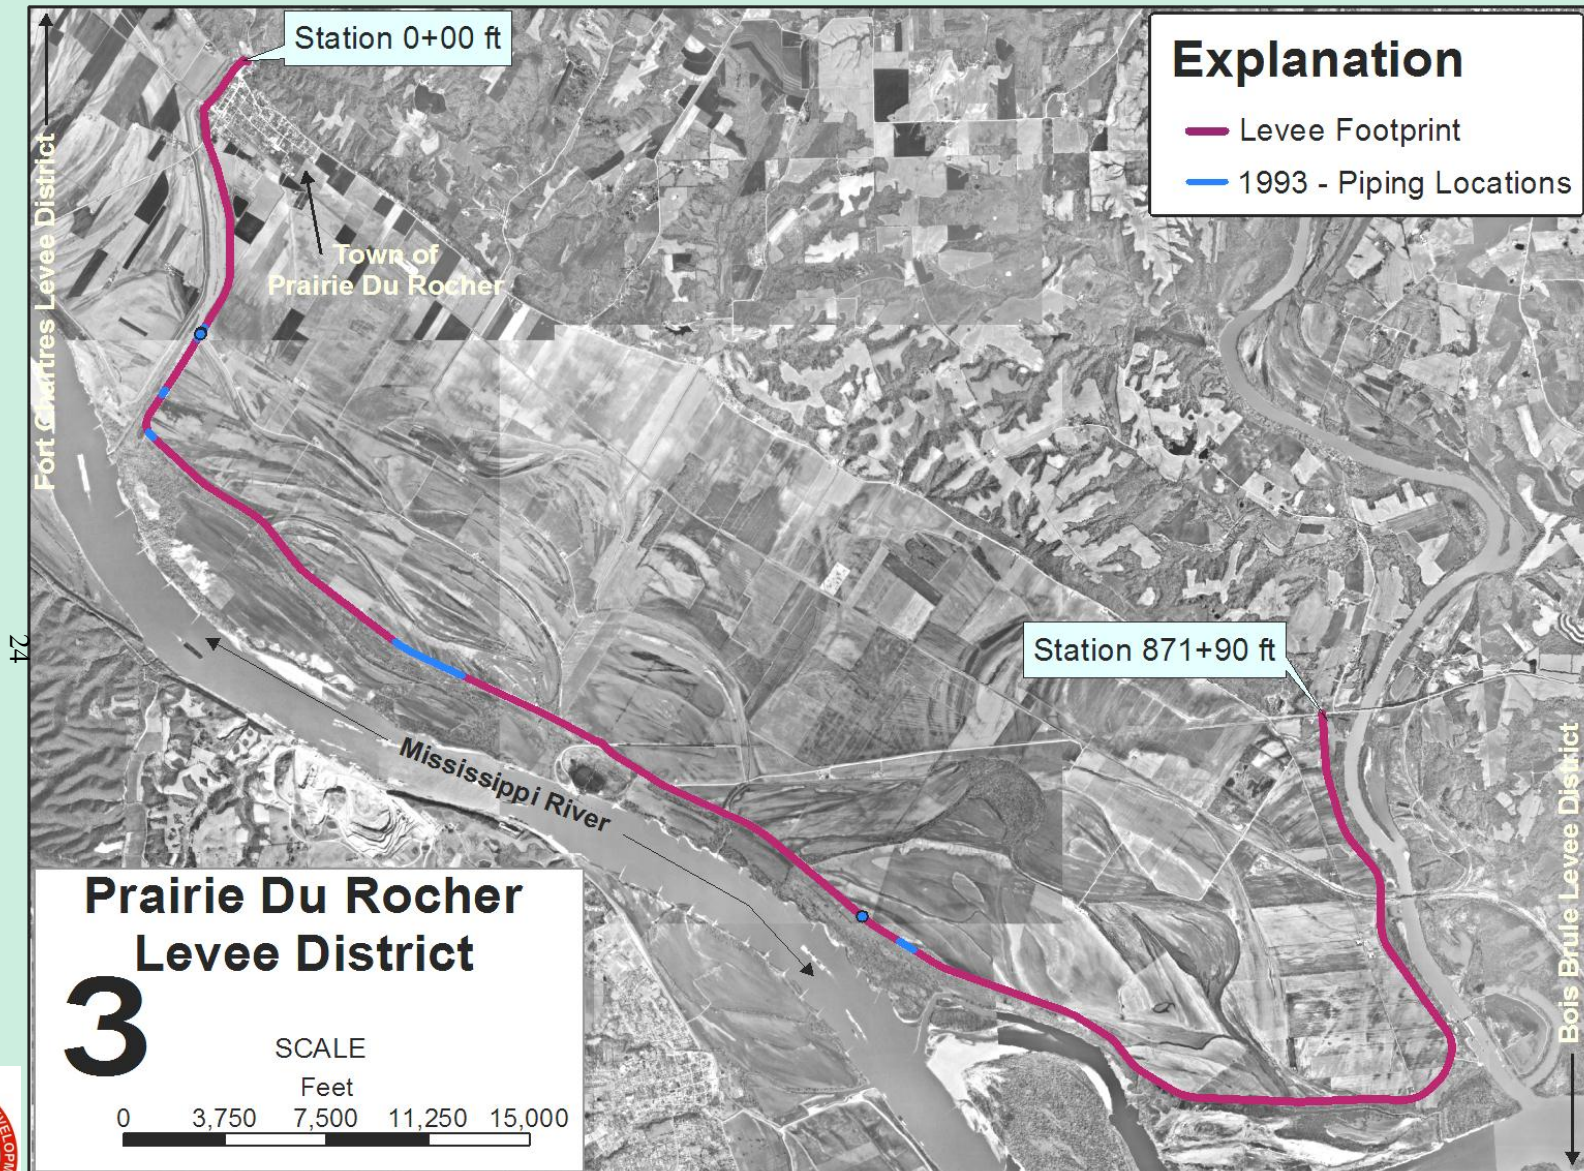 Station 0+00 ft
Explanation
Levee Footprint
1993 - Piping Locations
Fort Chartres Levee District
Town of
Prairie Du Rocher
24
Station 871+90 ft
Mississippi River
Bois Brule Levee District
Prairie Du Rocher
Levee District
3
SCALE
Feet
0 3,750 7,500 11,250 15,000